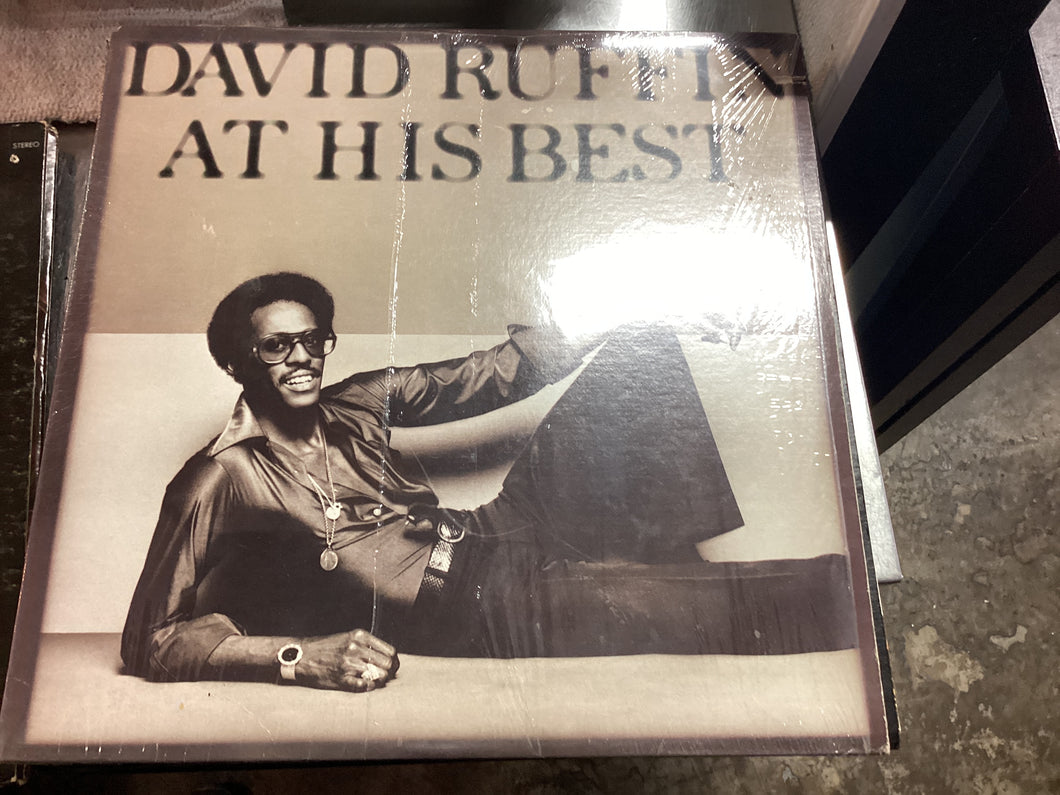 DAVID RUFFIN
AT HIS BEST
STEREO